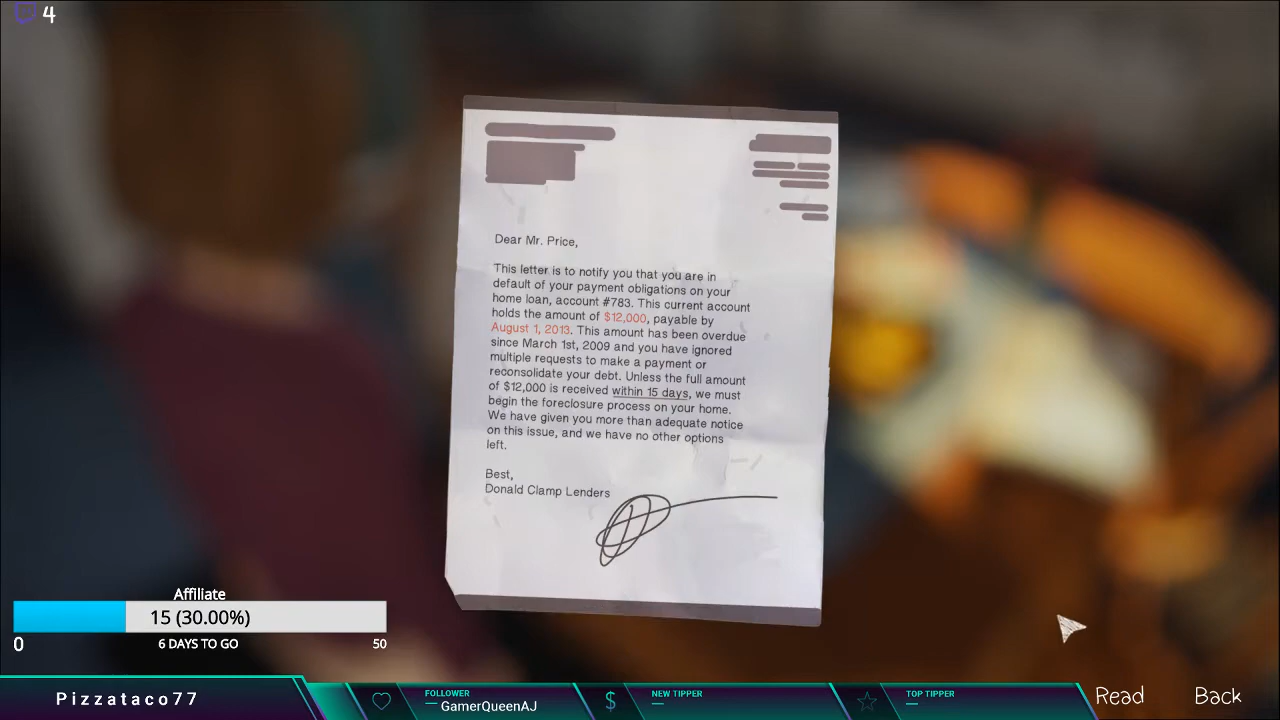 4
Dear Mr. Price,
This letter is to notify you that you are in
default of your payment obligations on your
home loan, account #783. This current account
holds the amount of $12,000, payable by
August 1, 2013. This amount has been overdue
since March 1st, 2009 and you have ignored
multiple requests to make a payment or
reconsolidate your debt. Unless the full amount
of $12,000 is received within 15 days, we must
begin the foreclosure process on your home.
We have given you more than adequate notice
on this issue, and we have no other options
left.
Best,
Donald Clamp Lenders
Affiliate
15 (30.00%)
0
6 DAYS TO GO
50
Pizzataco77
FOLLOWER
GamerQueenAJ
$
NEW TIPPER
TOP TIPPER
Read
Back